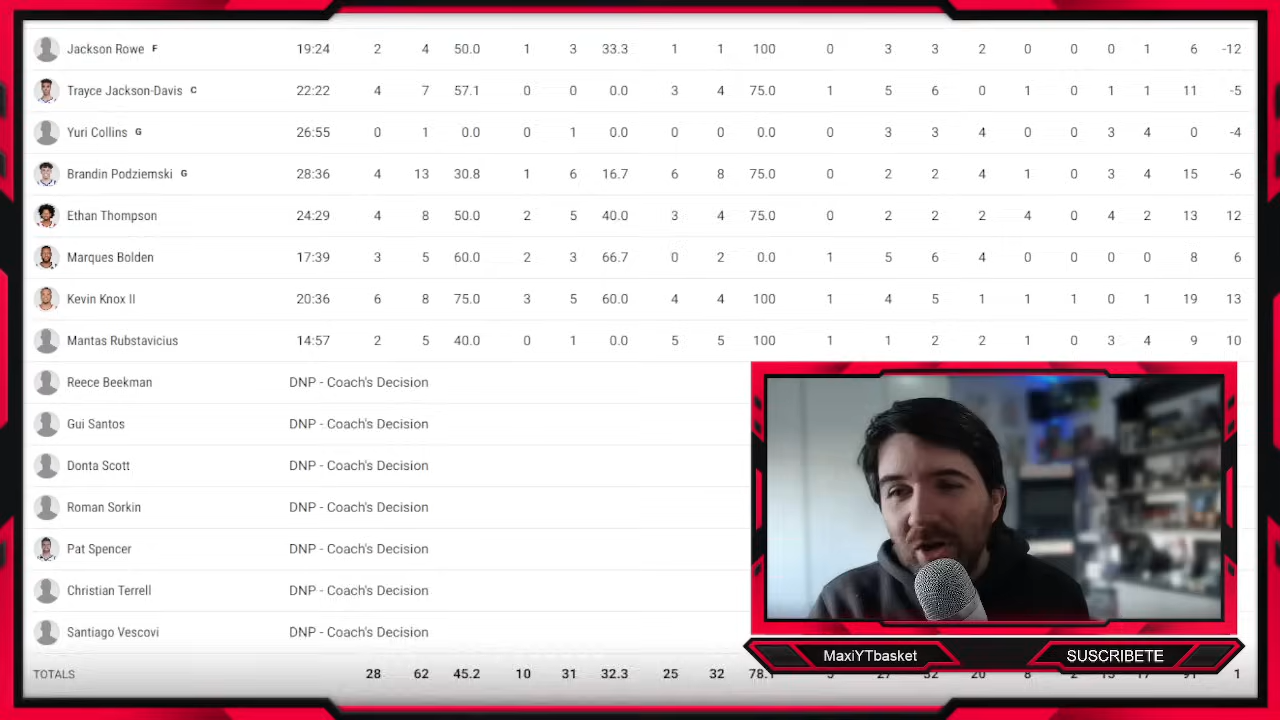 Jackson Rowe F 19:24 2 4 50.0 1 3 33.3 1 1 100 0 3 3 2 0 0 0 1 6 -12
Trayce Jackson-Davis C 22:22 4 7 57.1 0 0 0.0 3 4 75.0 1 5 6 0 1 0 1 1 11 -5
Yuri Collins G 26:55 0 1 0.0 0 1 0.0 0 0 0.0 0 3 3 4 0 0 3 4 0 -4
Brandin Podziemski G 28:36 4 13 30.8 1 6 16.7 6 8 75.0 0 2 2 4 1 0 3 4 15 -6
Ethan Thompson 24:29 4 8 50.0 2 5 40.0 3 4 75.0 0 2 2 2 4 0 4 2 13 12
Marques Bolden 17:39 3 5 60.0 2 3 66.7 0 2 0.0 1 5 6 4 0 0 0 0 8 6
Kevin Knox II 20:36 6 8 75.0 3 5 60.0 4 4 100 1 4 5 1 1 1 0 1 19 13
Mantas Rubstavicius 14:57 2 5 40.0 0 1 0.0 5 5 100 1 1 2 2 1 0 3 4 9 10
Reece Beekman DNP - Coach's Decision
Gui Santos DNP - Coach's Decision
Donta Scott DNP - Coach's Decision
Roman Sorkin DNP - Coach's Decision
Pat Spencer DNP - Coach's Decision
Christian Terrell DNP - Coach's Decision
Santiago Vescovi DNP - Coach's Decision
MaxiYTbasket SUSCRIBETE
TOTALS 28 62 45.2 10 31 32.3 25 32 1